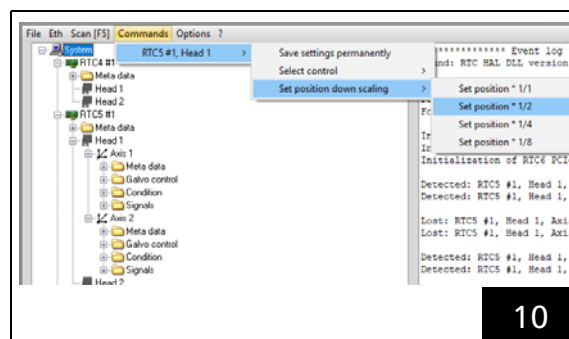 File Eth Scan [F5] Commands Options ?
System
RTC4 #1
Meta data
Head 1
Head 2
RTC5 #1
Meta data
Head 1
Axis 1
Meta data
Galvo control
Condition
Signals
Axis 2
Meta data
Galvo control
Condition
Signals
Head 2
RTC5 #1, Head 1
Save settings permanently
Select control
Set position down scaling
Set position * 1/1
Set position * 1/2
Set position * 1/4
Set position * 1/8
************ Event log
und: RTC HAL DLL version
Initialization of RTC6 PCI
Detected: RTC5 #1, Head 1,
Detected: RTC5 #1, Head 1,
Lost: RTC5 #1, Head 1, Axi
Lost: RTC5 #1, Head 1, Axi
Detected: RTC5 #1, Head 1,
Detected: RTC5 #1, Head 1,
10